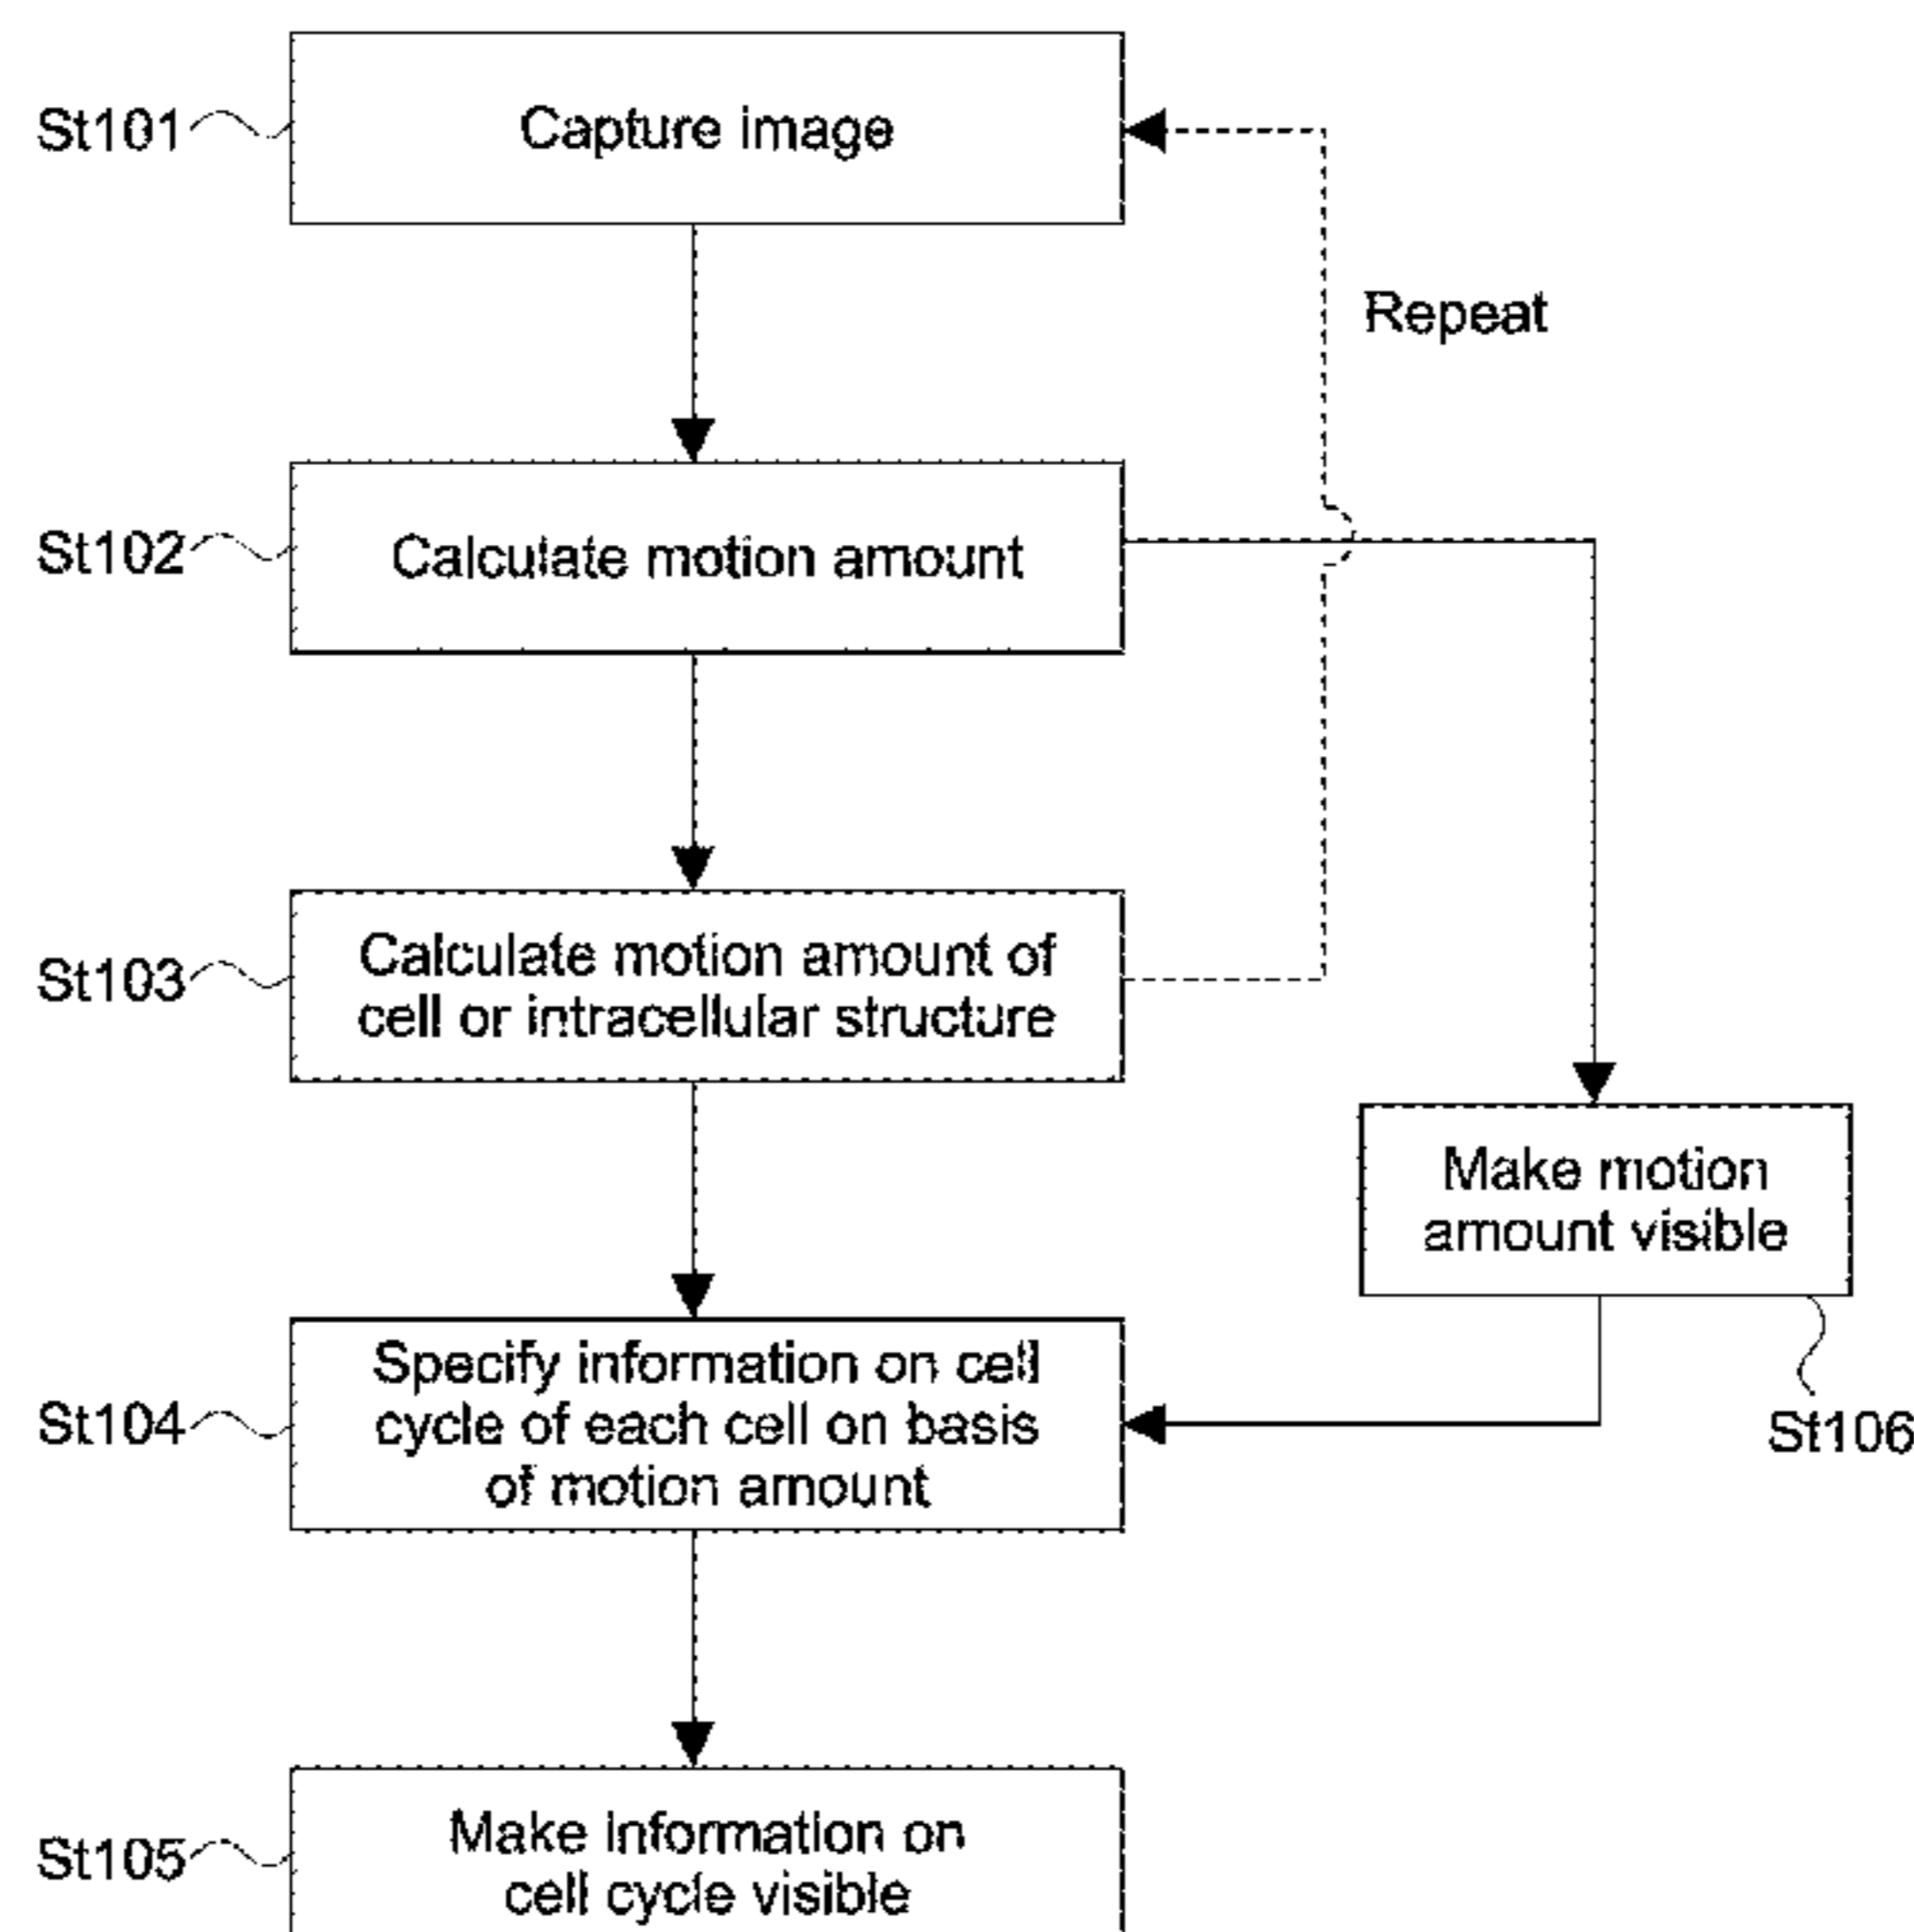 St101
Capture image
Repeat
St102
Calculate motion amount
St103
Calculate motion amount of
cell or intracellular structure
Make motion
amount visible
St106
St104
Specify information on cell
cycle of each cell on basis
of motion amount
St105
Make information on
cell cycle visible